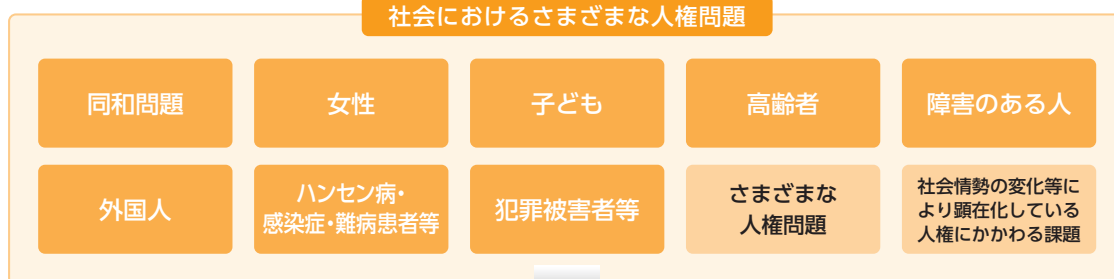 社会におけるさまざまな人権問題
同和問題
女性
子ども
高齢者
障害のある人
外国人
ハンセン病・
感染症・難病患者等
犯罪被害者等
さまざまな
人権問題
社会情勢の変化等に
より顕在化している
人権にかかわる課題